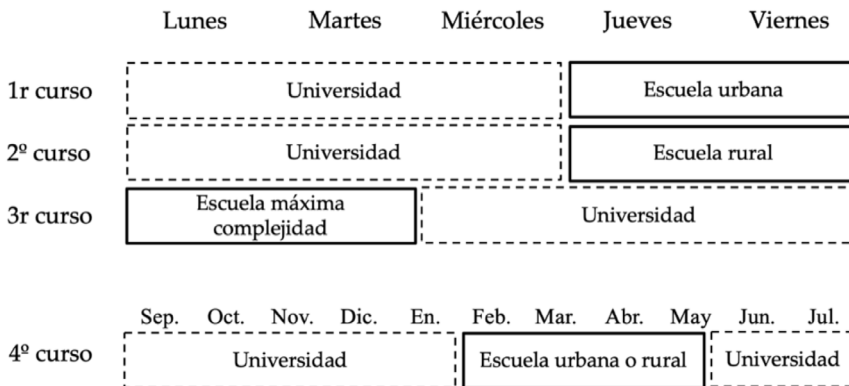 Lunes Martes Miércoles Jueves Viernes
1r curso Universidad Escuela urbana
2º curso Universidad Escuela rural
3r curso Escuela máxima complejidad Universidad
Sep. Oct. Nov. Dic. En. Feb. Mar. Abr. May Jun. Jul.
4º curso Universidad Escuela urbana o rural Universidad